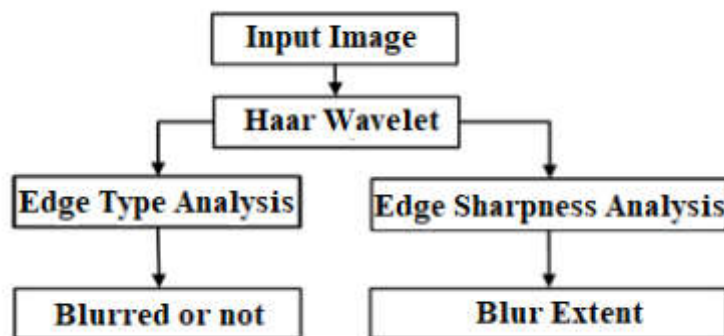 Input Image
Haar Wavelet
Edge Type Analysis
Edge Sharpness Analysis
Blurred or not
Blur Extent